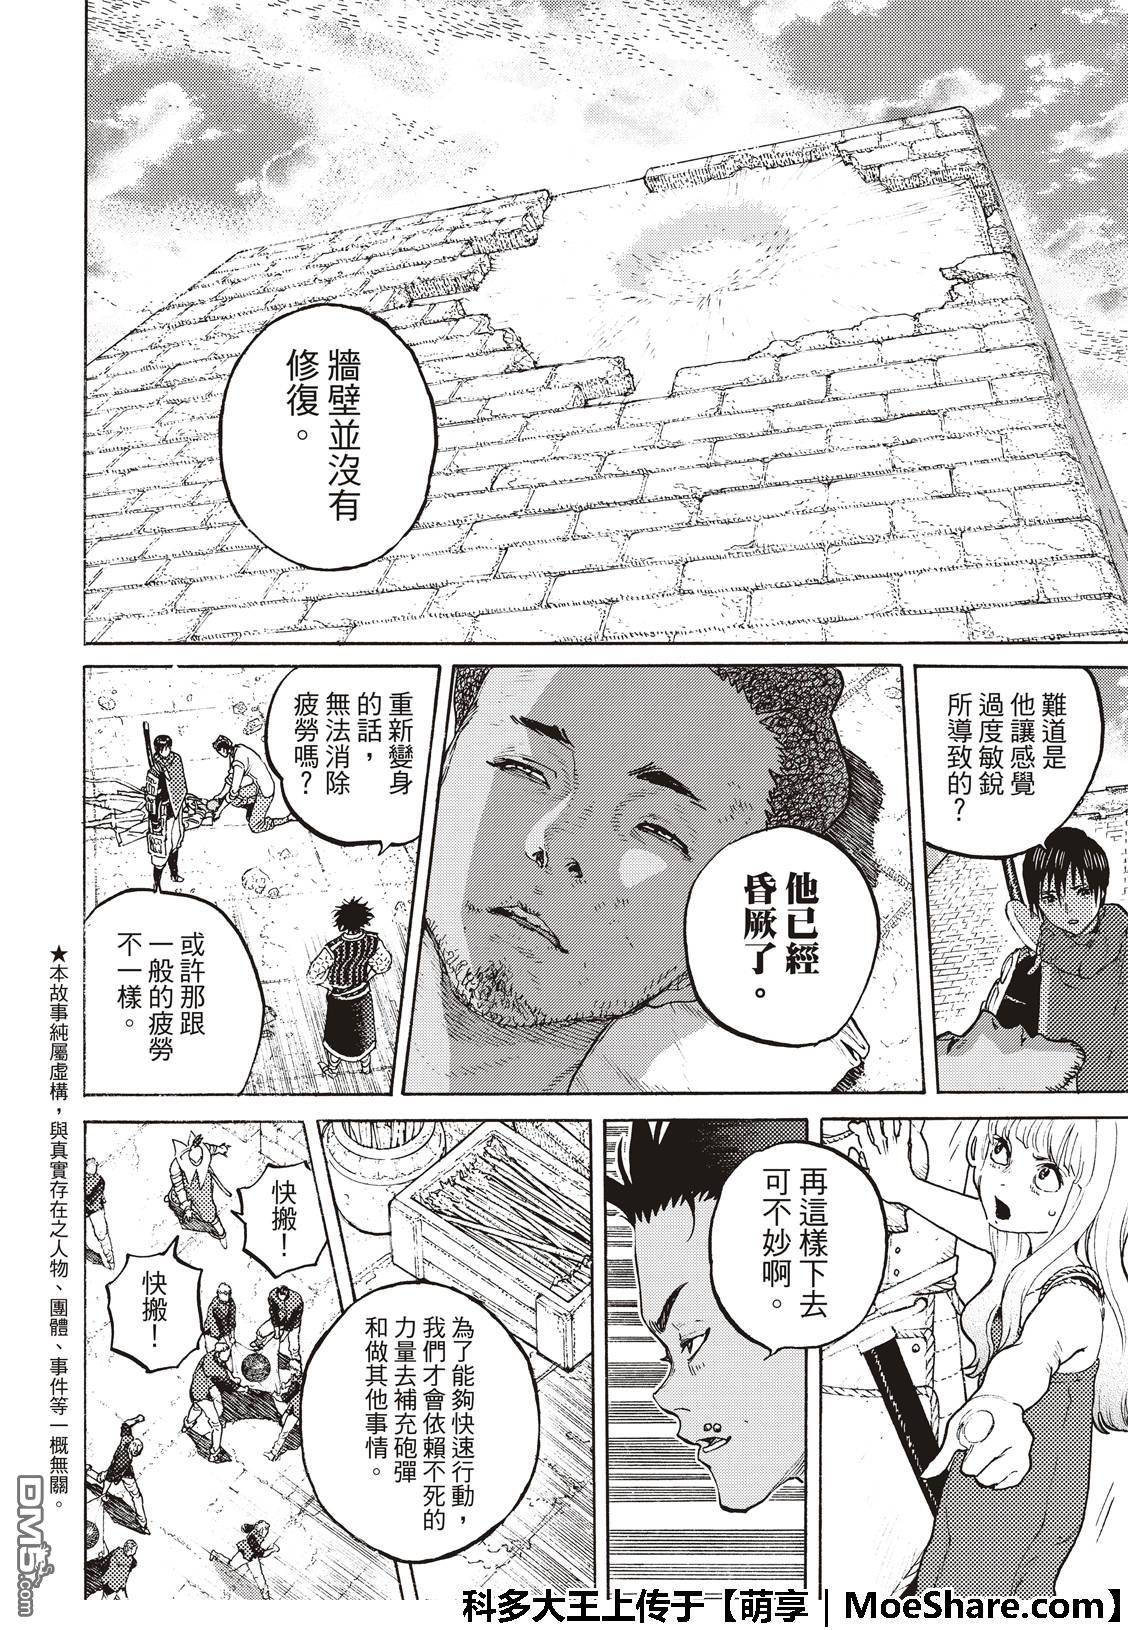 牆壁並沒有
修復。
難道是
他讓感覺
過度敏銳
所導致的？
他已經
昏厥了。
重新變身
的話，
無法消除
疲勞嗎？
或許那跟
一般的疲勞
不一樣。
再這樣下去
可不妙啊。
為了能夠快速行動，
我們才會依賴不死的
力量去補充砲彈
和做其他事情。
快搬！
快搬！
★本故事純屬虛構，與真實存在之人物、團體、事件等一概無關。
DM5.com
科多大王上传于【萌享｜MoeShare.com】